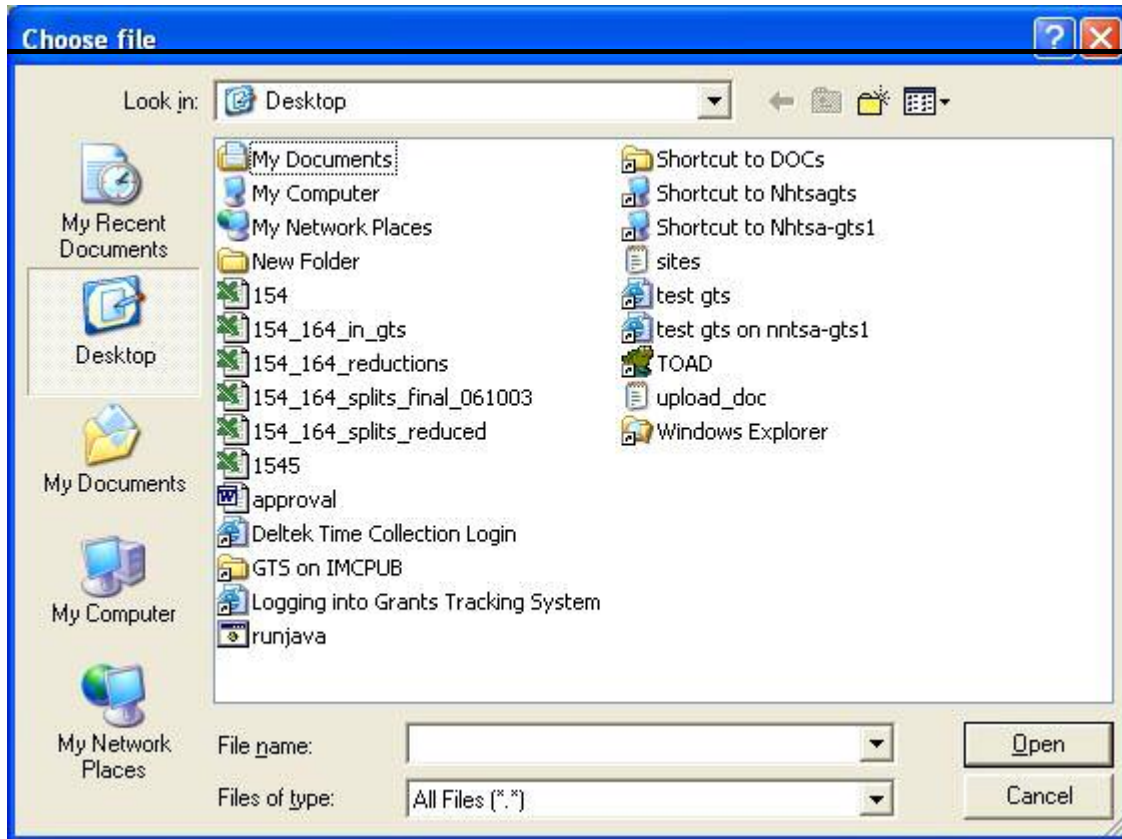 Choose file
Look in:
Desktop
My Recent
Documents
Desktop
My Documents
My Computer
My Network
Places
My Documents
My Computer
My Network Places
New Folder
154
154_164_in_gts
154_164_reductions
154_164_splits_final_061003
154_164_splits_reduced
1545
approval
Deltek Time Collection Login
GTS on IMCPUB
Logging into Grants Tracking System
runjava
Shortcut to DOCs
Shortcut to Nhtsagts
Shortcut to Nhtsa-gts1
sites
test gts
test gts on nntsa-gts1
TOAD
upload_doc
Windows Explorer
File name:
Open
Files of type:
All Files (*.*)
Cancel